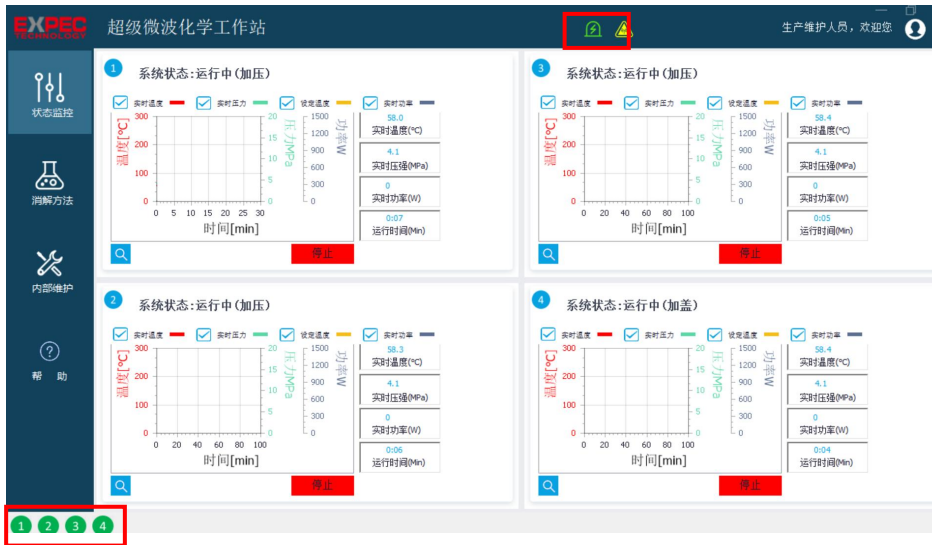 EXPEC
TECHNOLOGY
超级微波化学工作站
生产维护人员，欢迎您
状态监控
消解方法
内部维护
帮 助
1 系统状态:运行中(加压)
实时温度 实时压力 设定温度 实时功率
温度[℃]
300
200
100
0
20
15
10
5
0
压力MPa
1500
1200
900
600
300
0
功率W
0 5 10 15 20 25 30
时间[min]
58.0
实时温度(℃)
4.1
实时压强(MPa)
0
实时功率(W)
0:07
运行时间(Min)
停止
3 系统状态:运行中(加压)
实时温度 实时压力 设定温度 实时功率
温度[℃]
300
200
100
0
20
15
10
5
0
压力MPa
1500
1200
900
600
300
0
功率W
0 20 40 60 80 100
时间[min]
58.4
实时温度(℃)
4.1
实时压强(MPa)
0
实时功率(W)
0:05
运行时间(Min)
停止
2 系统状态:运行中(加压)
实时温度 实时压力 设定温度 实时功率
温度[℃]
300
200
100
0
20
15
10
5
0
压力MPa
1500
1200
900
600
300
0
功率W
0 20 40 60 80 100
时间[min]
58.3
实时温度(℃)
4.1
实时压强(MPa)
0
实时功率(W)
0:06
运行时间(Min)
停止
4 系统状态:运行中(加盖)
实时温度 实时压力 设定温度 实时功率
温度[℃]
300
200
100
0
20
15
10
5
0
压力MPa
1500
1200
900
600
300
0
功率W
0 20 40 60 80 100
时间[min]
58.4
实时温度(℃)
4.1
实时压强(MPa)
0
实时功率(W)
0:04
运行时间(Min)
停止
1 2 3 4